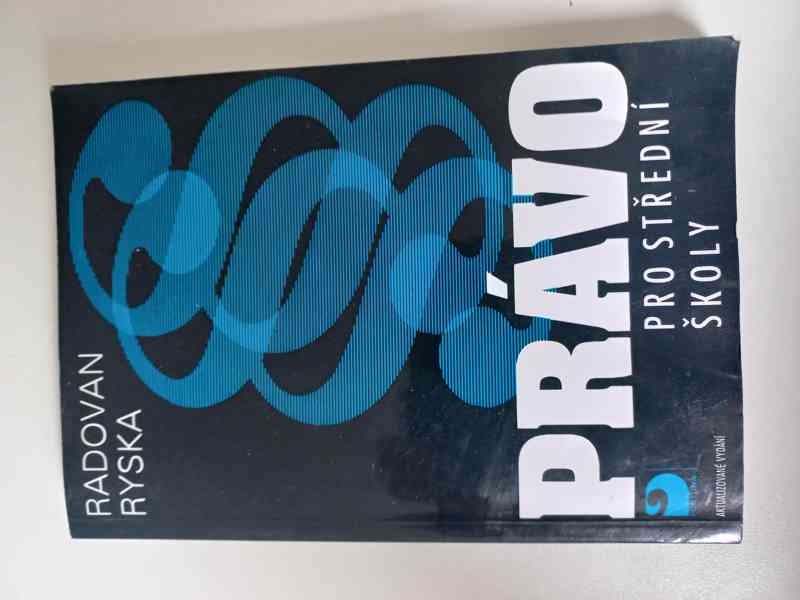 RADOVAN
RYSKA
PRÁVO
PRO STŘEDNÍ
ŠKOLY
AKTUALIZOVANÉ VYDÁNÍ